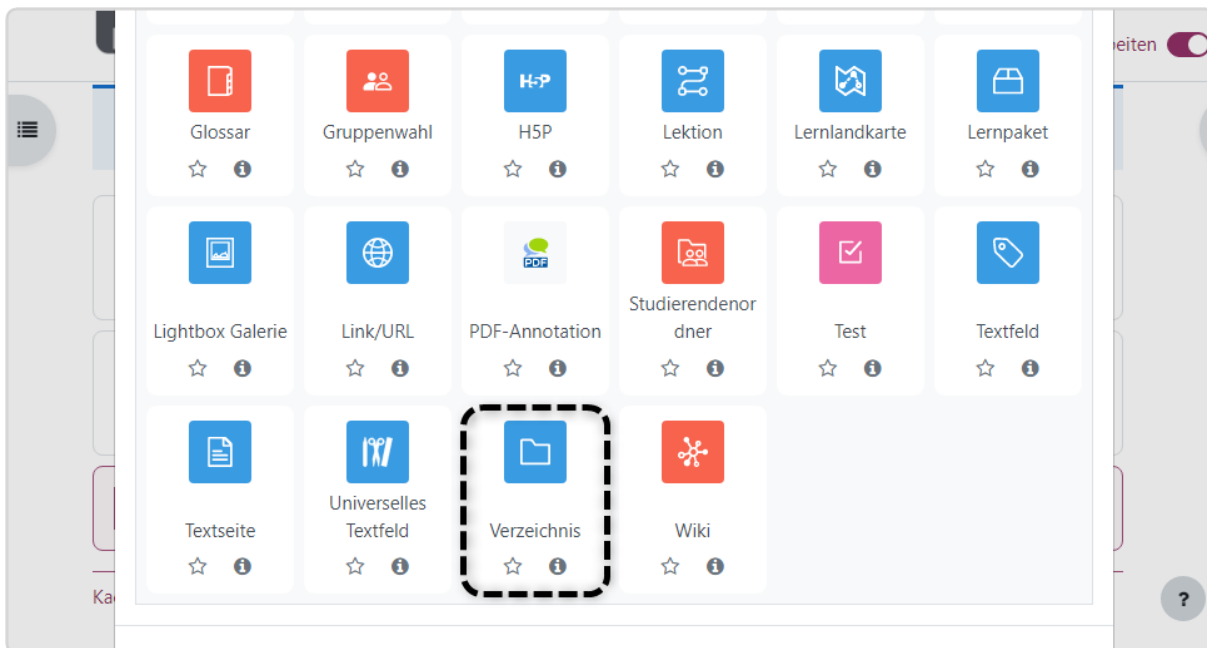 eiten
Glossar
Gruppenwahl
H5P
H5P
Lektion
Lernlandkarte
Lernpaket
Lightbox Galerie
Link/URL
PDF
PDF-Annotation
Studierendenor
dner
Test
Textfeld
Textseite
Universelles
Textfeld
Verzeichnis
Wiki
Ka
?